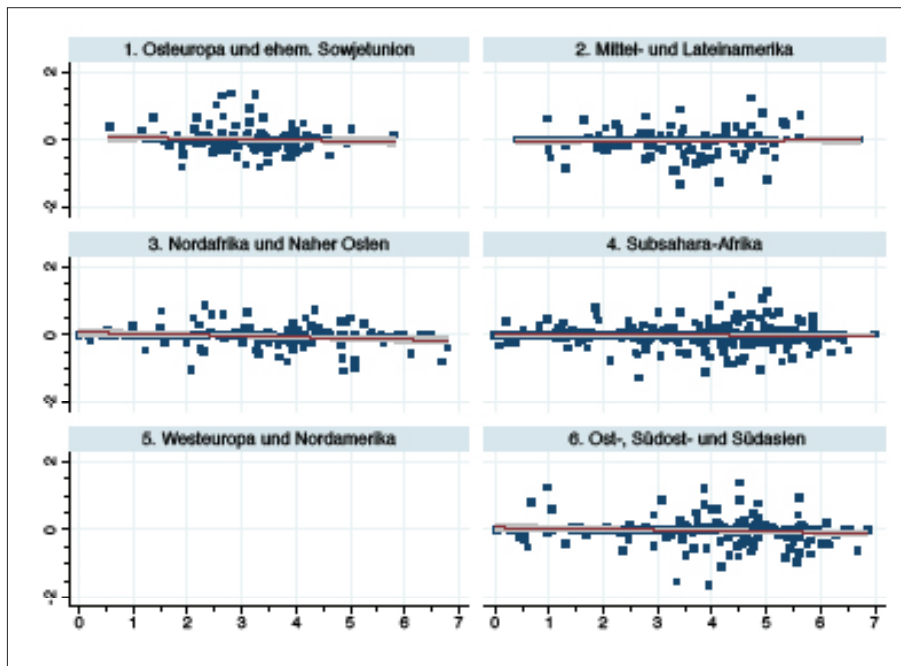 1. Osteuropa und ehem. Sowjetunion
2. Mittel- und Lateinamerika
2
0
-2
3. Nordafrika und Naher Osten
4. Subsahara-Afrika
2
0
-2
5. Westeuropa und Nordamerika
6. Ost-, Südost- und Südasien
2
0
-2
0 1 2 3 4 5 6 7
0 1 2 3 4 5 6 7